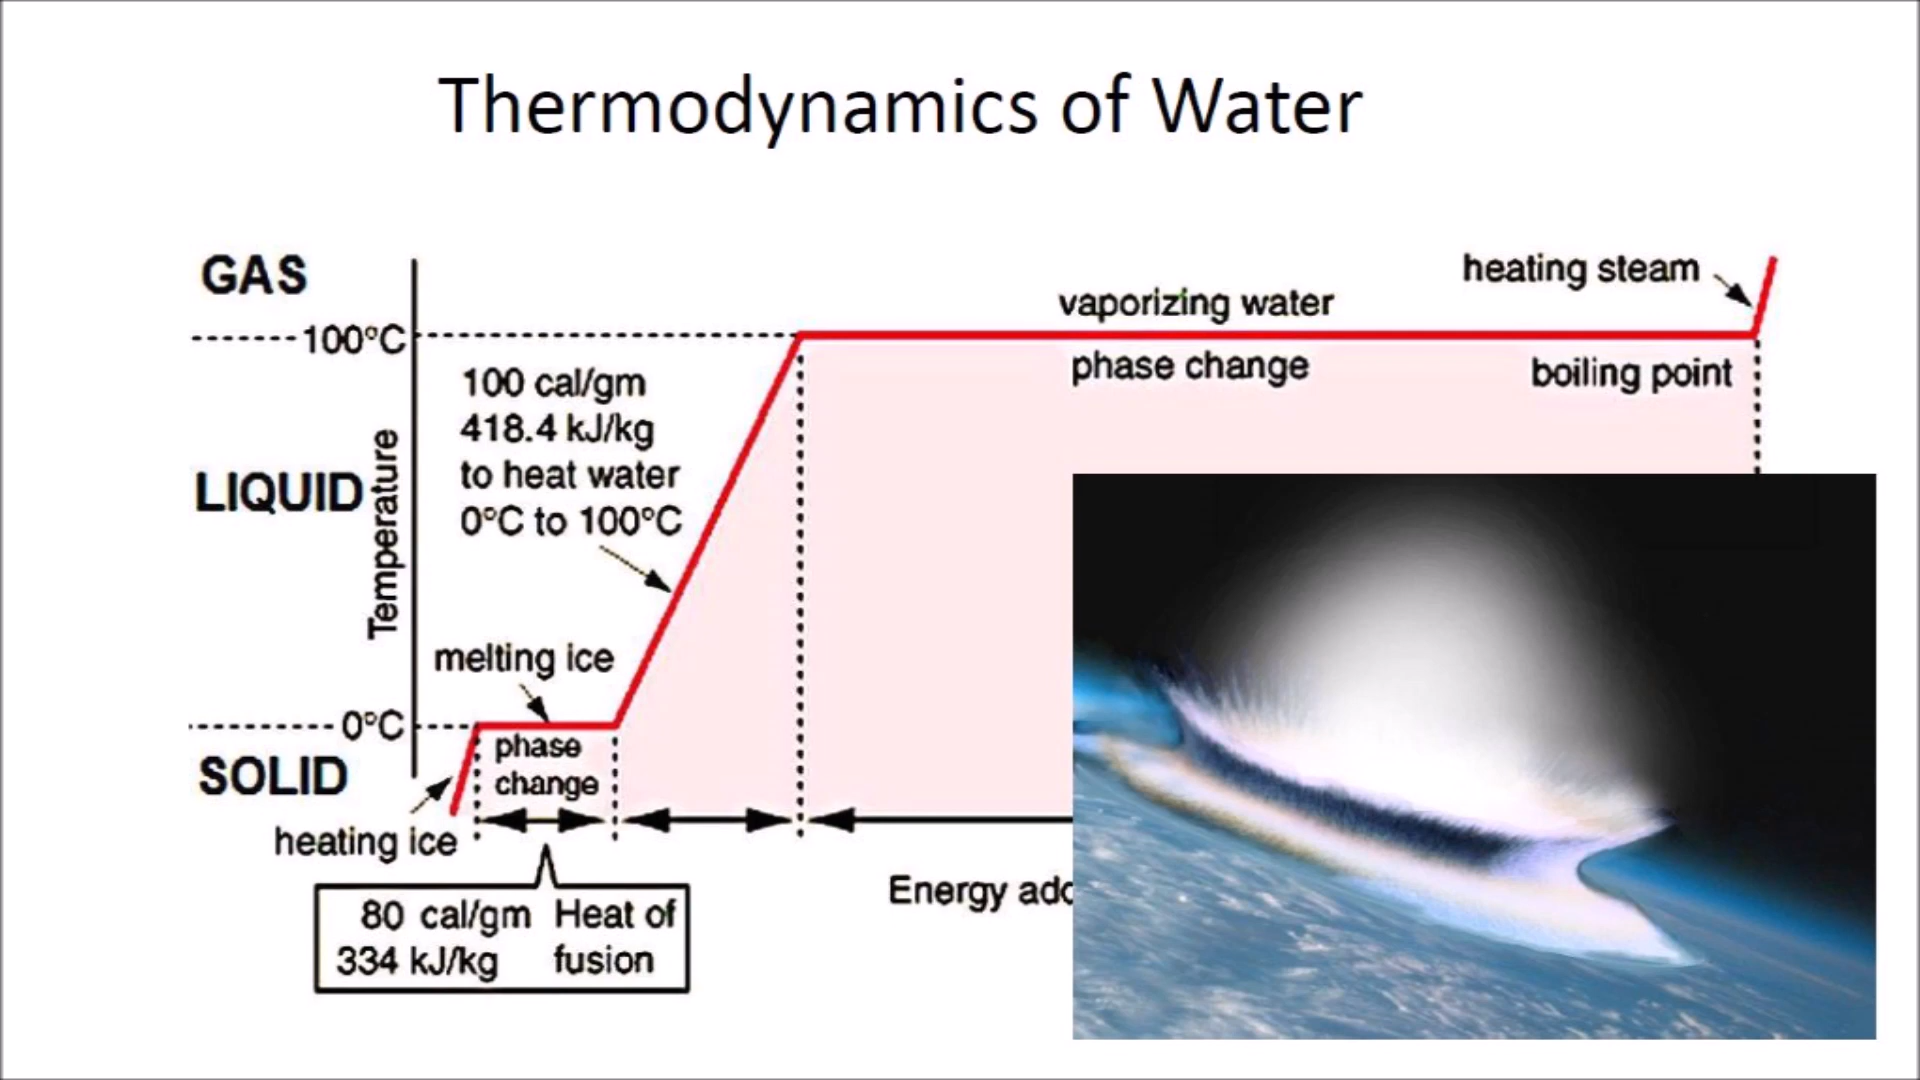 Thermodynamics of Water
GAS
heating steam
vaporizing water
100°C
phase change
boiling point
100 cal/gm
418.4 kJ/kg
to heat water
0°C to 100°C
LIQUID
Temperature
melting ice
0°C
phase
change
SOLID
heating ice
Energy
80 cal/gm Heat of
334 kJ/kg fusion